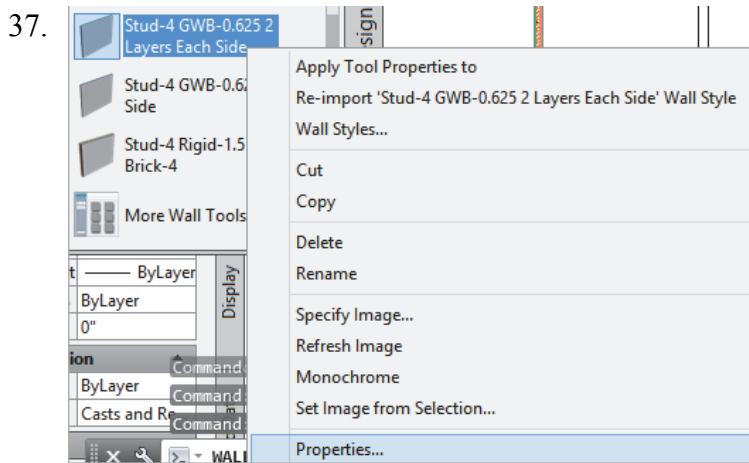 37.
Stud-4 GWB-0.625 2
Layers Each Side
Stud-4 GWB-0.62
Side
Stud-4 Rigid-1.5
Brick-4
More Wall Tools
sign
Apply Tool Properties to
Re-import 'Stud-4 GWB-0.625 2 Layers Each Side' Wall Style
Wall Styles...
Cut
Copy
Delete
Rename
Specify Image...
Refresh Image
Monochrome
Set Image from Selection...
Properties...
t ByLayer
ByLayer
0"
Display
ion
ByLayer
Casts and Re
Command
Command
Command
WALL